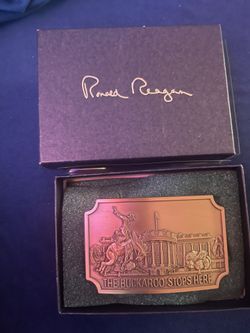 Ronald Reagan
THE BUCKAROO STOPS HERE